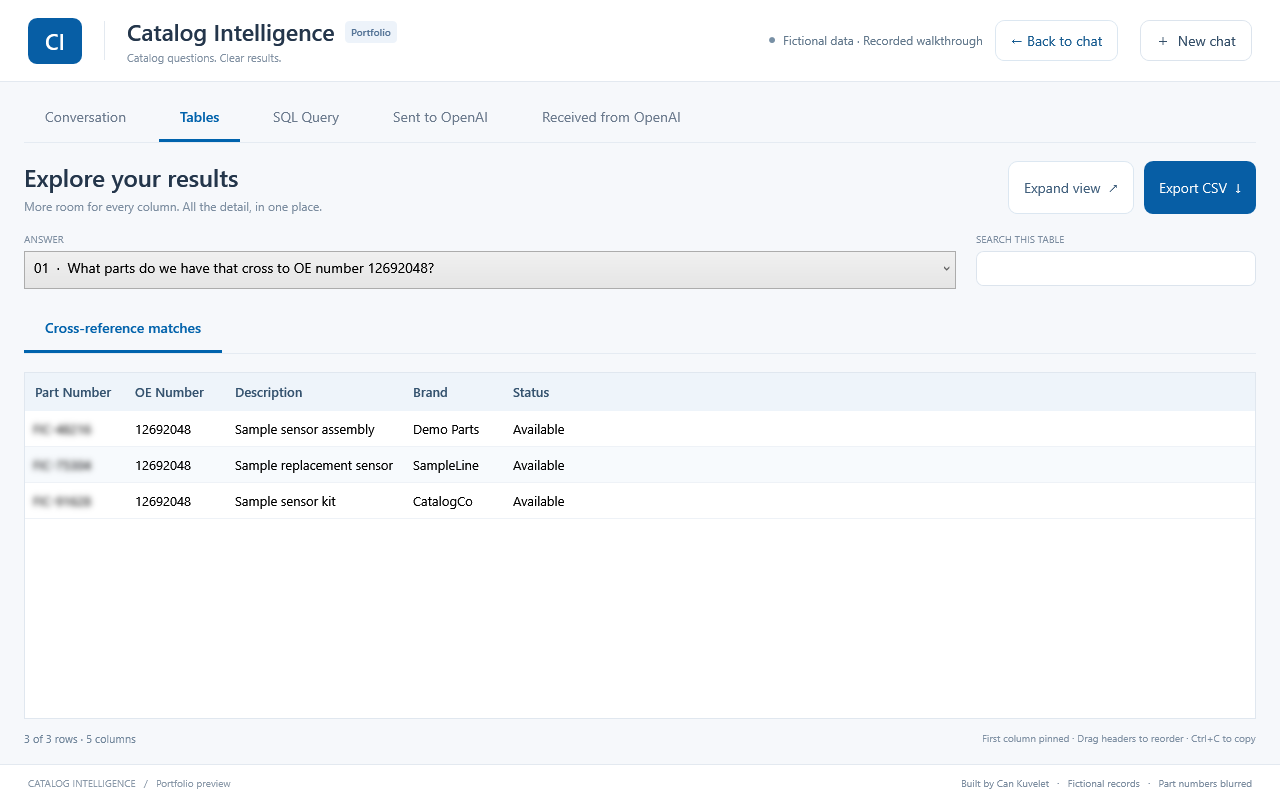 CI
Catalog Intelligence Portfolio
Catalog questions. Clear results.
Fictional data · Recorded walkthrough
← Back to chat
+ New chat
Conversation Tables SQL Query Sent to OpenAI Received from OpenAI
Explore your results
More room for every column. All the detail, in one place.
Expand view ↗
Export CSV ↓
ANSWER
01 · What parts do we have that cross to OE number 12692048?
SEARCH THIS TABLE
Cross-reference matches
Part Number OE Number Description Brand Status
12692048 Sample sensor assembly Demo Parts Available
12692048 Sample replacement sensor SampleLine Available
12692048 Sample sensor kit CatalogCo Available
3 of 3 rows · 5 columns
First column pinned · Drag headers to reorder · Ctrl+C to copy
CATALOG INTELLIGENCE / Portfolio preview
Built by Can Kuvelet · Fictional records · Part numbers blurred